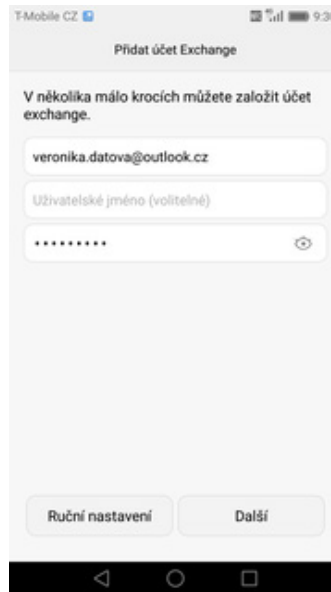 T-Mobile CZ
Přidat účet Exchange
V několika málo krocích můžete založit účet
exchange.
veronika.datova@outlook.cz
Uživatelské jméno (volitelné)
•••••••••
Ruční nastavení
Další